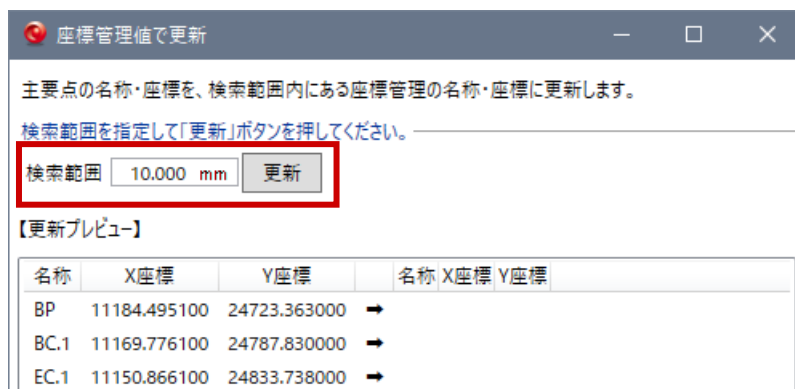 座標管理値で更新
主要点の名称・座標を、検索範囲内にある座標管理の名称・座標に更新します。
検索範囲を指定して「更新」ボタンを押してください。
検索範囲 10.000 mm 更新
【更新プレビュー】
名称 X座標 Y座標 名称 X座標 Y座標
BP 11184.495100 24723.363000 ➡
BC.1 11169.776100 24787.830000 ➡
EC.1 11150.866100 24833.738000 ➡